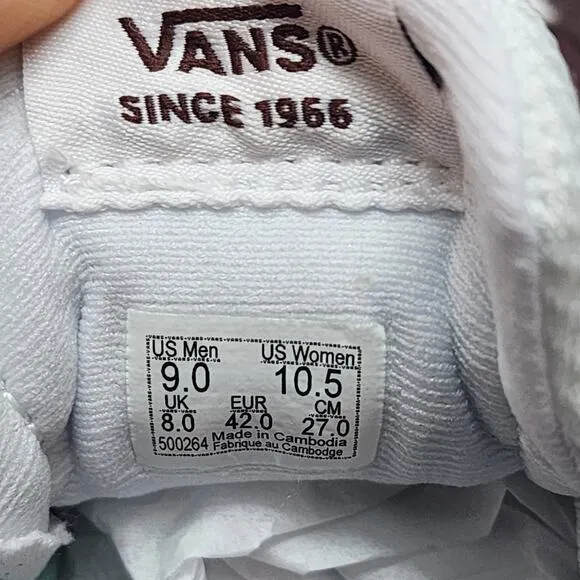 VANS®
SINCE 1966
US Men US Women
9.0 10.5
UK EUR CM
8.0 42.0 27.0
500264 Made in Cambodia
Fabrique au Cambodge